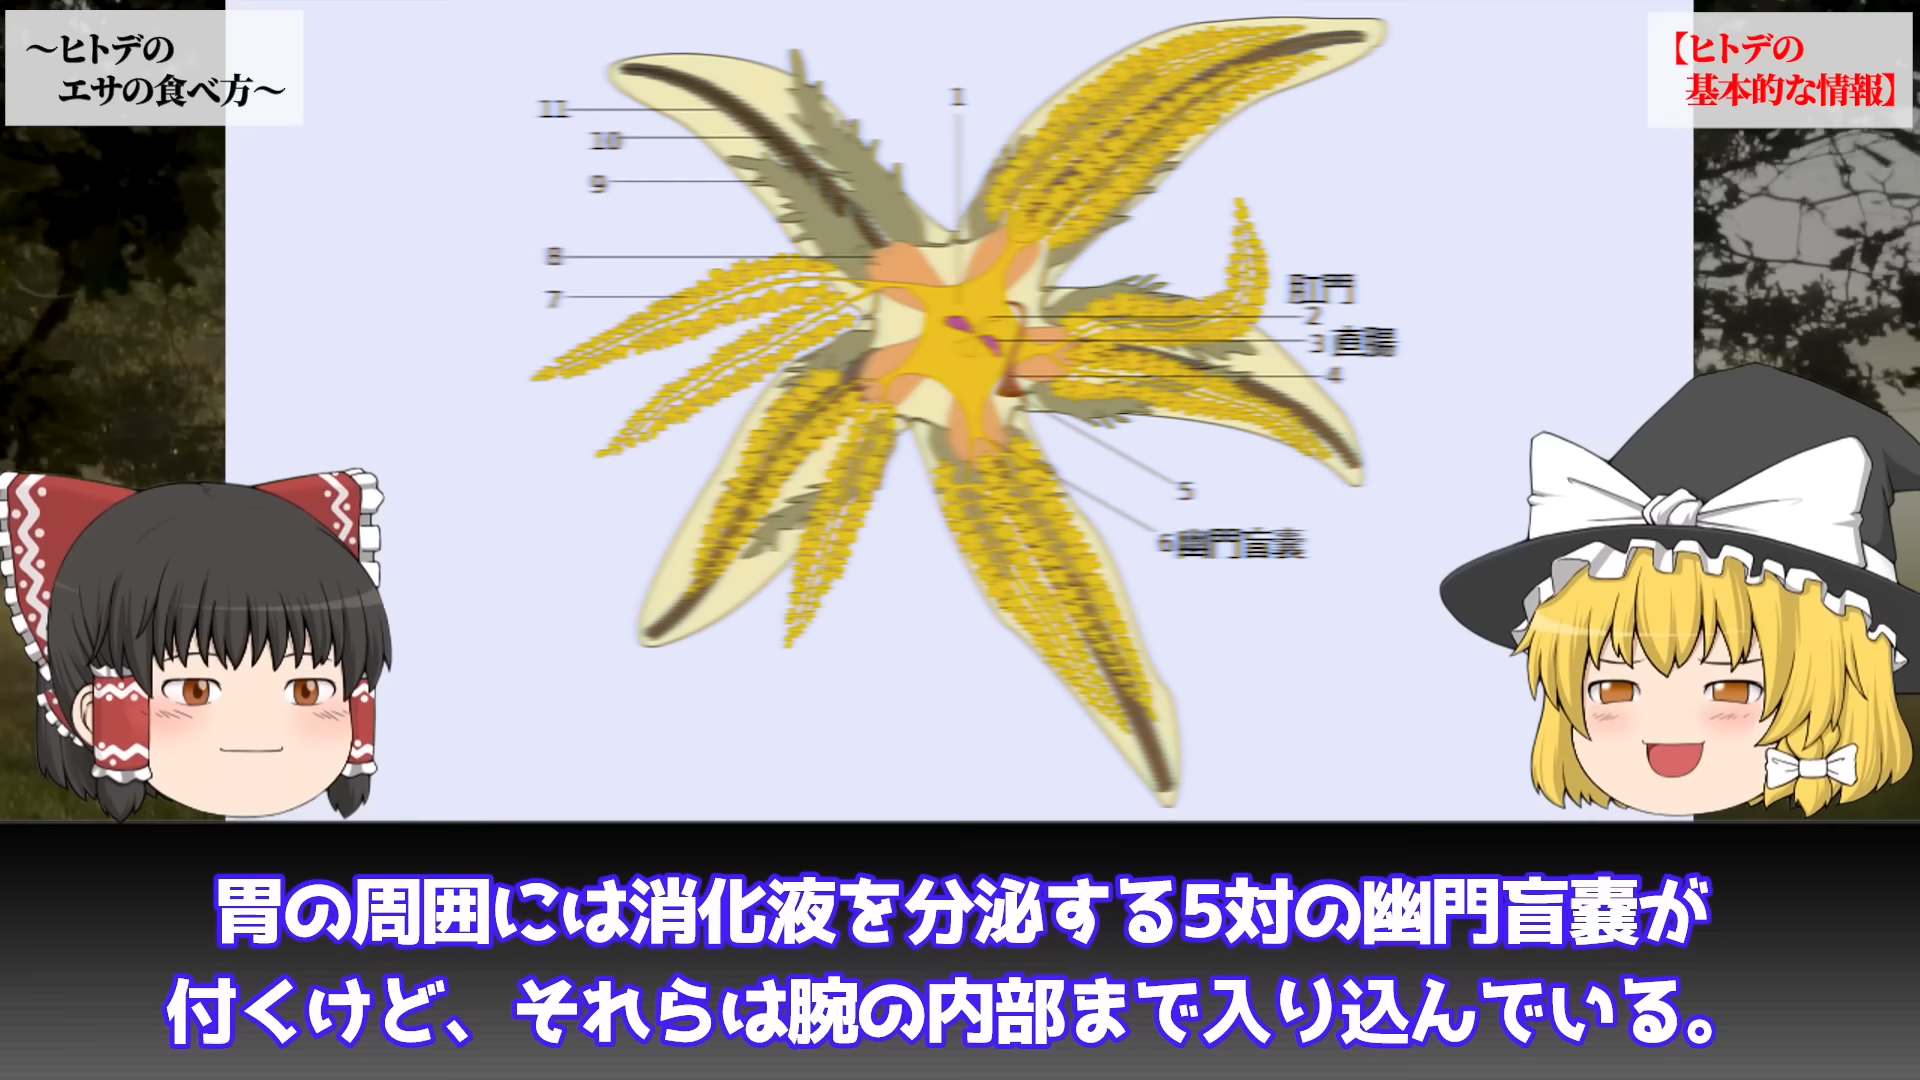 ～ヒトデの
エサの食べ方～
【ヒトデの
基本的な情報】
1
11
10
9
8
7
肛門
2
3 直腸
4
5
6 幽門盲嚢
胃の周囲には消化液を分泌する5対の幽門盲嚢が
付くけど、それらは腕の内部まで入り込んでいる。